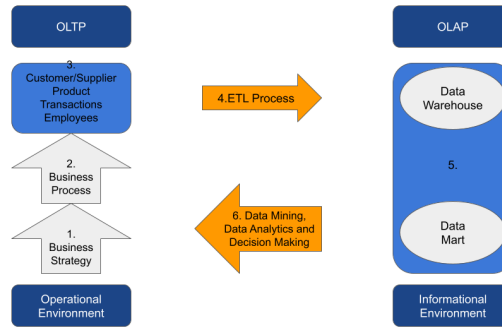 OLTP
OLAP
3.
Customer/Supplier
Product
Transactions
Employees
4.ETL Process
Data
Warehouse
2.
Business
Process
5.
1.
Business
Strategy
6. Data Mining,
Data Analytics and
Decision Making
Data
Mart
Operational
Environment
Informational
Environment